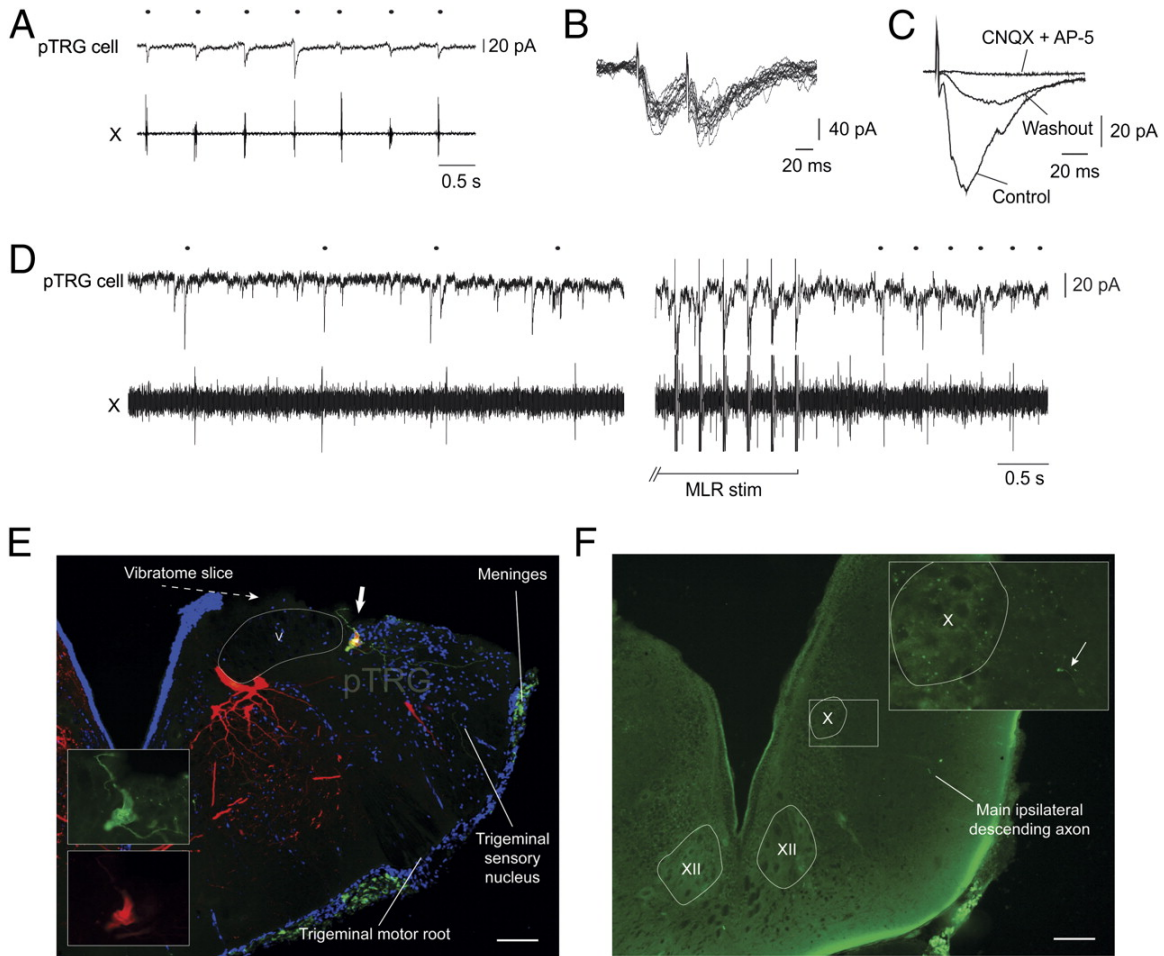 A
pTRG cell
20 pA
X
0.5 s
B
40 pA
20 ms
C
CNQX + AP-5
Washout
20 pA
20 ms
Control
D
pTRG cell
20 pA
X
MLR stim
0.5 s
E
Vibratome slice
Meninges
V
pTRG
Trigeminal
sensory
nucleus
Trigeminal motor root
F
X
X
Main ipsilateral
descending axon
XII
XII